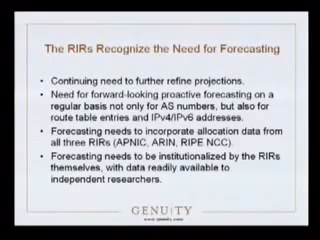 The RIRs Recognize the Need for Forecasting
• Continuing need to further refine projections.
• Need for forward-looking proactive forecasting on a
regular basis not only for AS numbers, but also for
route table entries and IPv4/IPv6 addresses.
• Forecasting needs to incorporate allocation data from
all three RIRs (APNIC, ARIN, RIPE NCC).
• Forecasting needs to be institutionalized by the RIRs
themselves, with data readily available to
independent researchers.
GENUITY
www.genuity.com